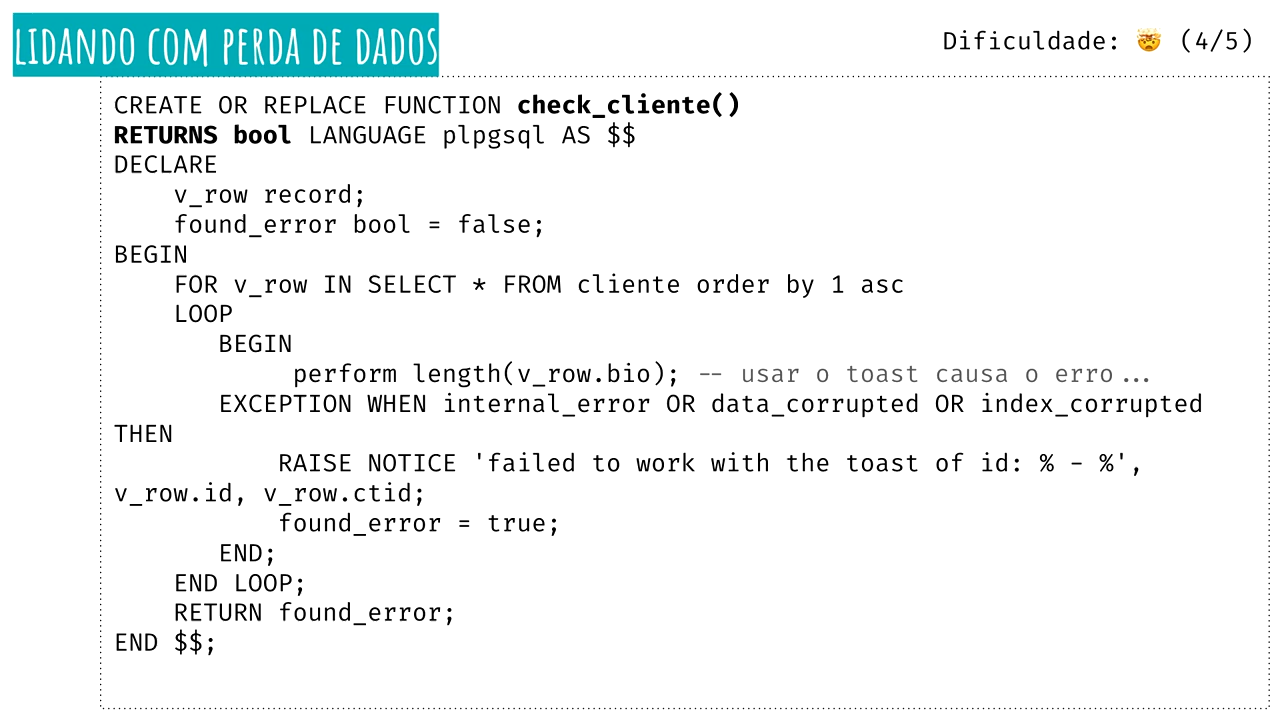 LIDANDO COM PERDA DE DADOS
Dificuldade: 🤯 (4/5)
CREATE OR REPLACE FUNCTION check_cliente()
RETURNS bool LANGUAGE plpgsql AS $$
DECLARE
    v_row record;
    found_error bool = false;
BEGIN
    FOR v_row IN SELECT * FROM cliente order by 1 asc
    LOOP
       BEGIN
            perform length(v_row.bio); -- usar o toast causa o erro...
       EXCEPTION WHEN internal_error OR data_corrupted OR index_corrupted
THEN
           RAISE NOTICE 'failed to work with the toast of id: % - %',
v_row.id, v_row.ctid;
           found_error = true;
       END;
    END LOOP;
    RETURN found_error;
END $$;